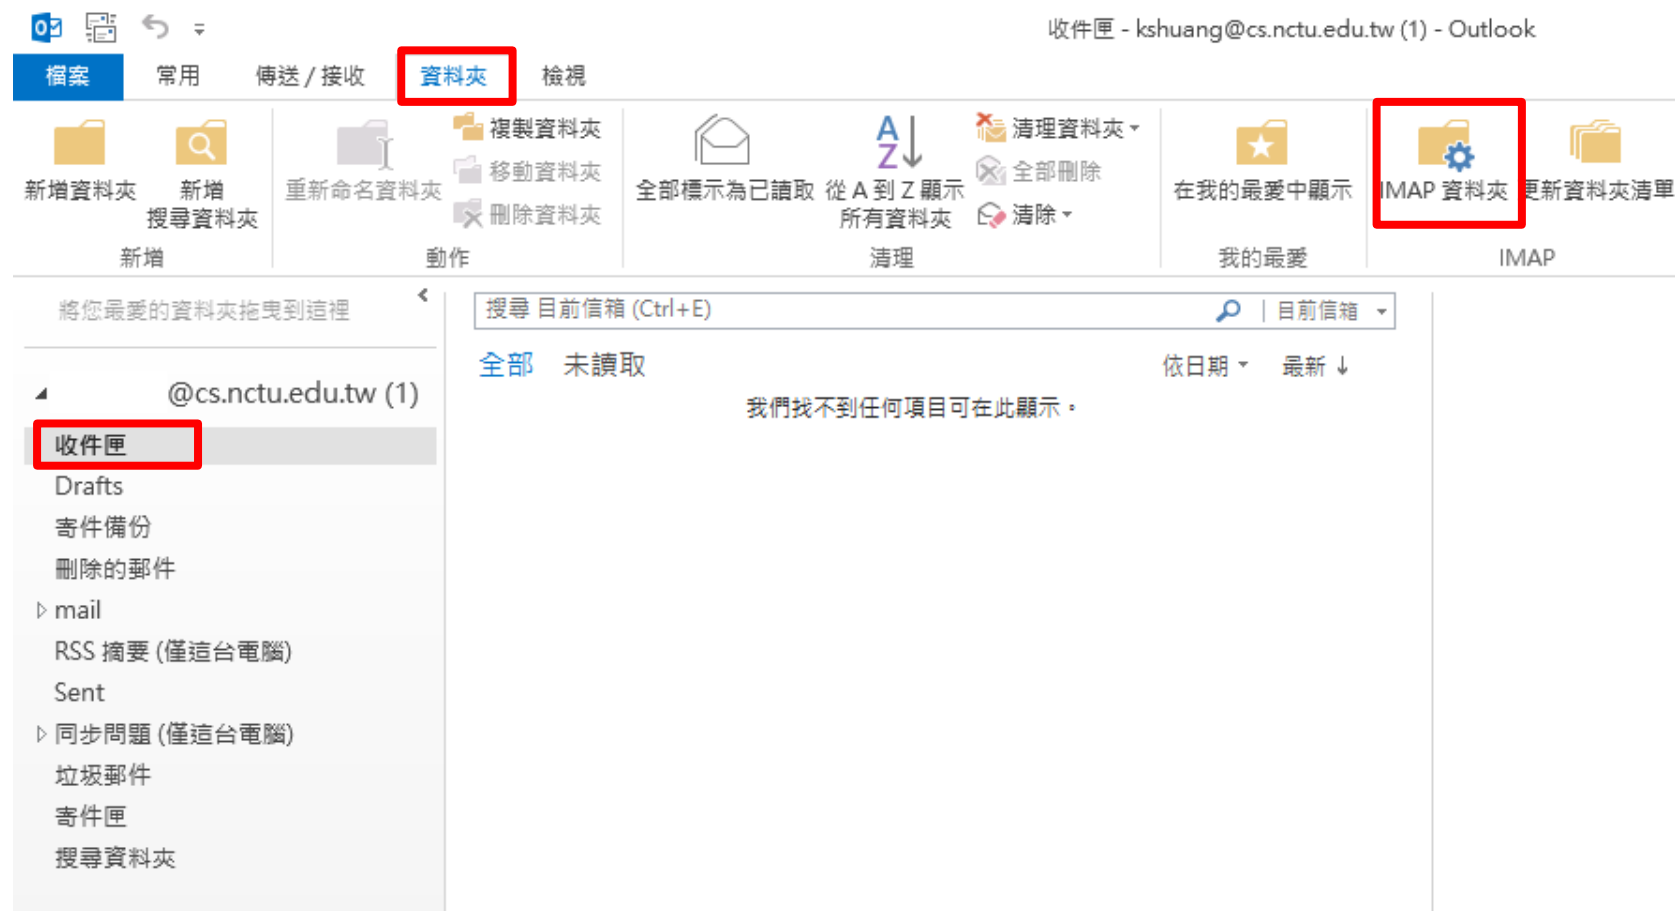 收件匣 - kshuang@cs.nctu.edu.tw (1) - Outlook
檔案 常用 傳送 / 接收 資料夾 檢視
新增資料夾
新增
搜尋資料夾
新增
重新命名資料夾
複製資料夾
移動資料夾
刪除資料夾
動作
全部標示為已讀取
從 A 到 Z 顯示
所有資料夾
清理資料夾
全部刪除
清除
清理
在我的最愛中顯示
我的最愛
IMAP 資料夾
更新資料夾清單
IMAP
將您最愛的資料夾拖曳到這裡
@cs.nctu.edu.tw (1)
收件匣
Drafts
寄件備份
刪除的郵件
mail
RSS 摘要 (僅這台電腦)
Sent
同步問題 (僅這台電腦)
垃圾郵件
寄件匣
搜尋資料夾
搜尋 目前信箱 (Ctrl+E) 目前信箱
全部 未讀取 依日期 最新 ↓
我們找不到任何項目可在此顯示。